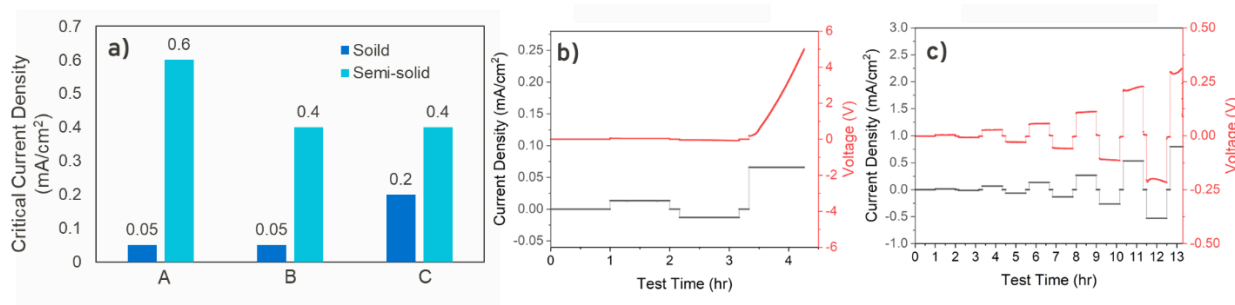 a)
Critical Current Density
(mA/cm²)
0.7
0.6
0.5
0.4
0.3
0.2
0.1
0
0.05
0.6
0.05
0.4
0.2
0.4
A
B
C
Soild
Semi-solid
b)
Current Density (mA/cm²)
0.25
0.20
0.15
0.10
0.05
0.00
-0.05
0
1
2
3
4
Test Time (hr)
6
4
2
0
-2
-4
-6
Voltage (V)
c)
Current Density (mA/cm²)
3.0
2.5
2.0
1.5
1.0
0.5
0.0
-0.5
-1.0
0 1 2 3 4 5 6 7 8 9 10 11 12 13
Test Time (hr)
0.50
0.25
0.00
-0.25
-0.50
Voltage (V)